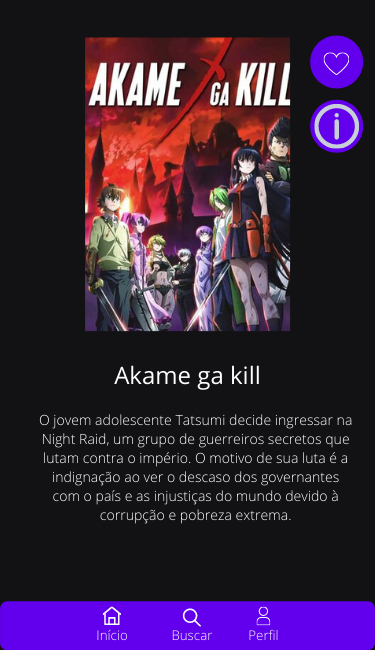 AKAME GA KILL
Akame ga kill
O jovem adolescente Tatsumi decide ingressar na
Night Raid, um grupo de guerreiros secretos que
lutam contra o império. O motivo de sua luta é a
indignação ao ver o descaso dos governantes
com o país e as injustiças do mundo devido à
corrupção e pobreza extrema.
Início Buscar Perfil